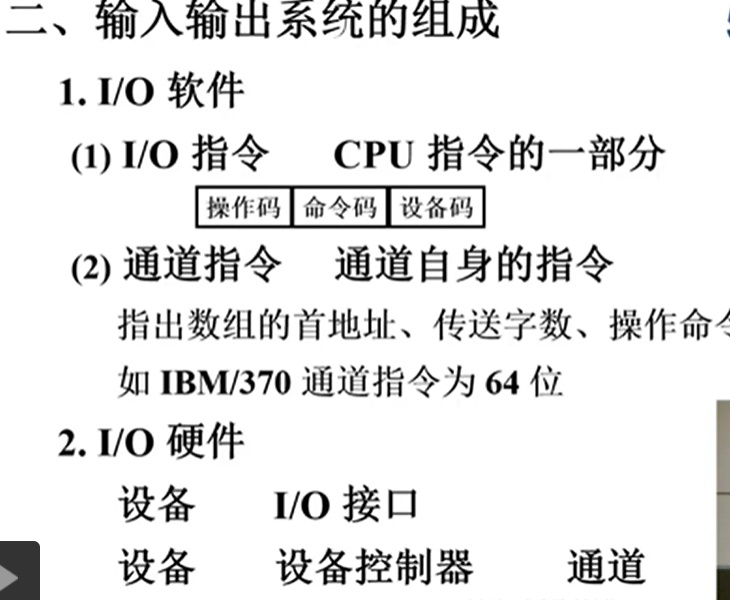 二、输入输出系统的组成
1. I/O 软件
(1) I/O 指令 CPU 指令的一部分
操作码 命令码 设备码
(2) 通道指令 通道自身的指令
指出数组的首地址、传送字数、操作命令
如 IBM/370 通道指令为 64 位
2. I/O 硬件
设备 I/O 接口
设备 设备控制器 通道